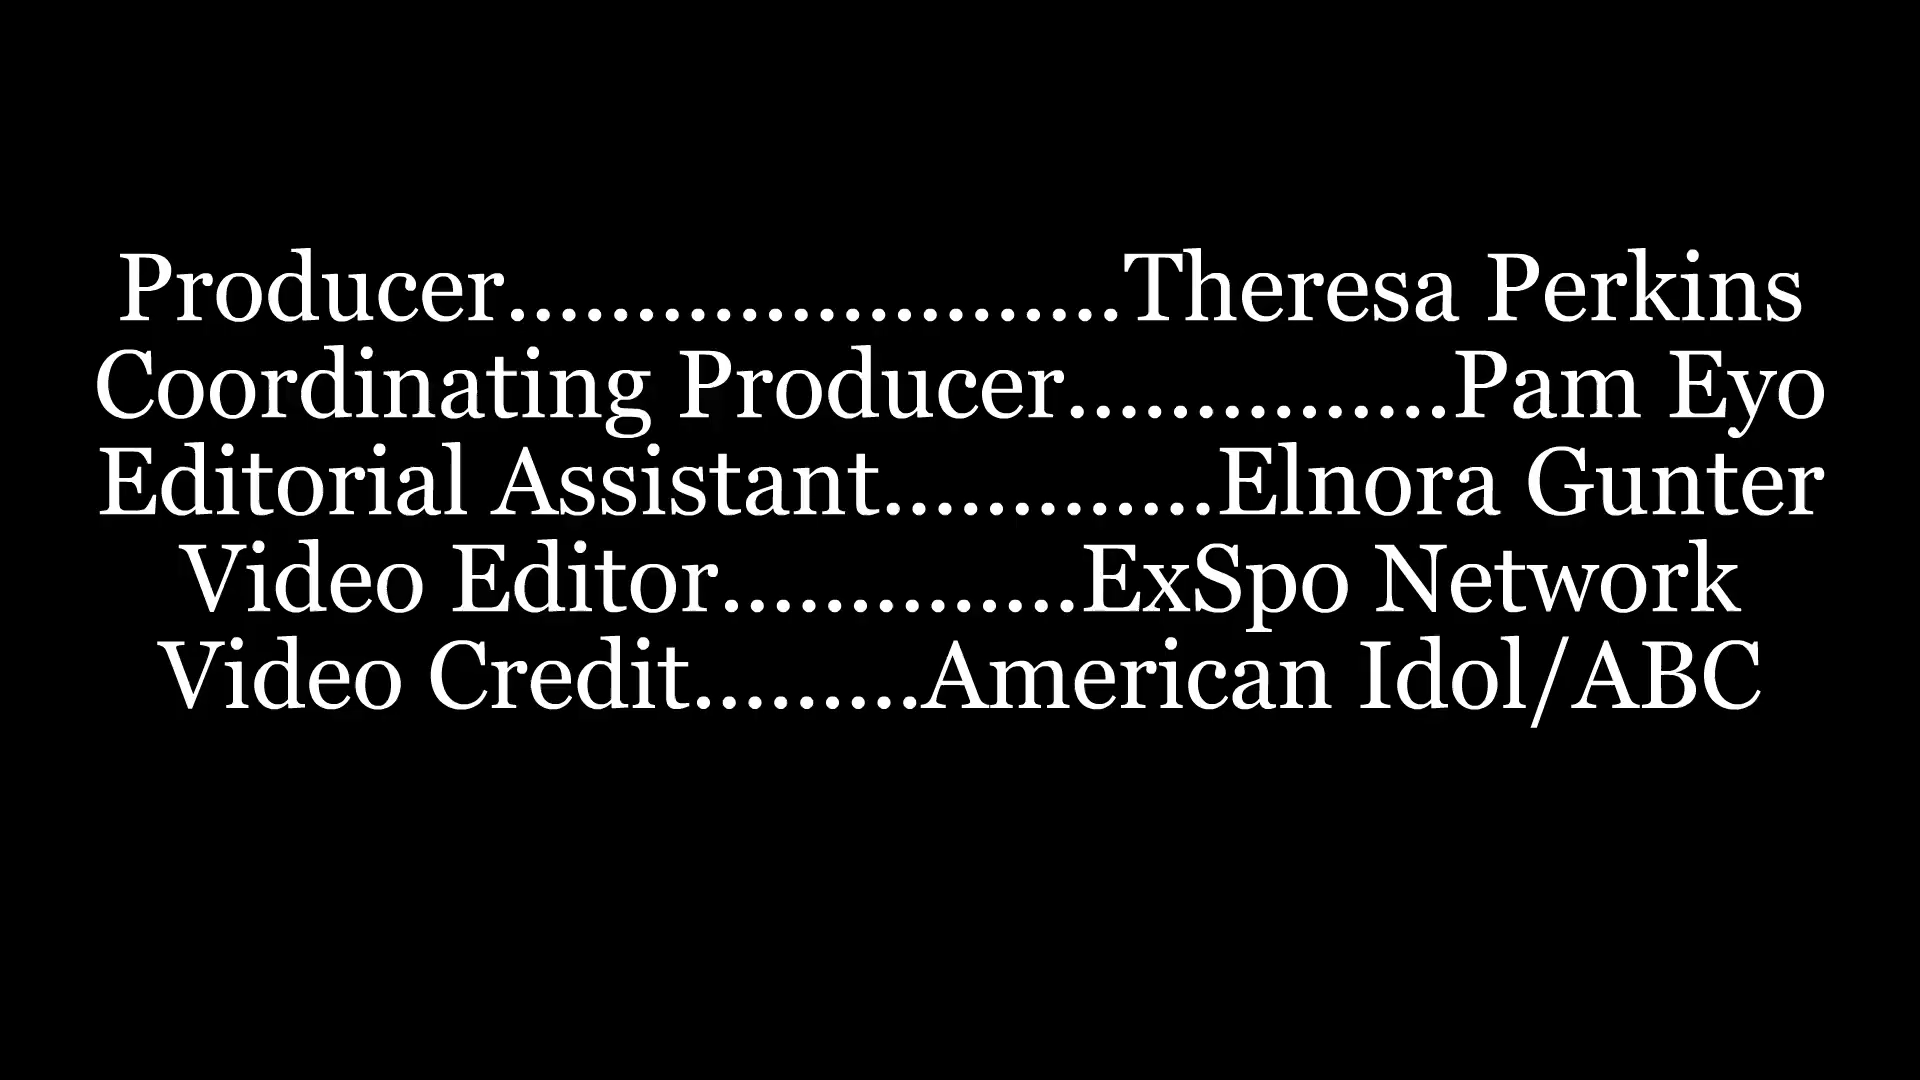 Producer........................Theresa Perkins
Coordinating Producer...............Pam Eyo
Editorial Assistant.............Elnora Gunter
Video Editor..............ExSpo Network
Video Credit.........American Idol/ABC